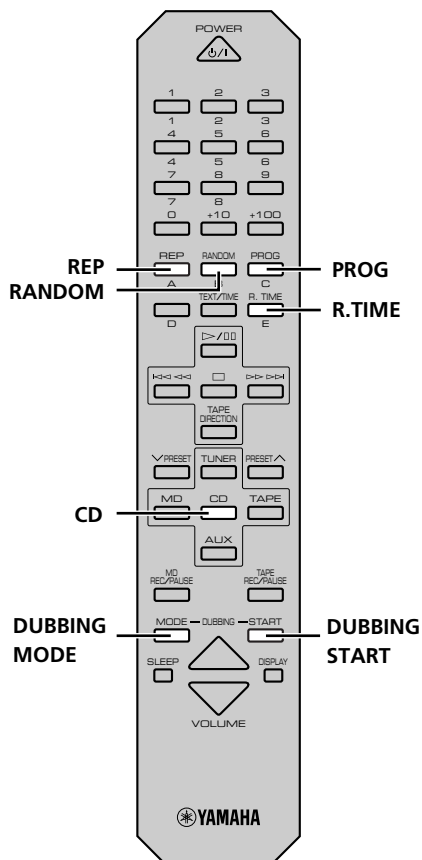 POWER
⏻/I
1 2 3
1 2 3
4 5 6
4 5 6
7 8 9
7 8
0 +10 +100
REP RANDOM PROG
REP
PROG
RANDOM
A B C
TEXT/TIME R. TIME
R.TIME
D E
TAPE
DIRECTION
PRESET TUNER PRESET
MD CD TAPE
CD
AUX
MD
REC/PAUSE
TAPE
REC/PAUSE
DUBBING
MODE
MODE DUBBING START
DUBBING
START
SLEEP DISPLAY
VOLUME
YAMAHA